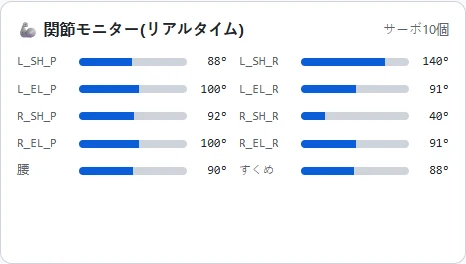 🦾 関節モニター(リアルタイム) サーボ10個
L_SH_P 88° L_SH_R 140°
L_EL_P 100° L_EL_R 91°
R_SH_P 92° R_SH_R 40°
R_EL_P 100° R_EL_R 91°
腰 90° すくめ 88°